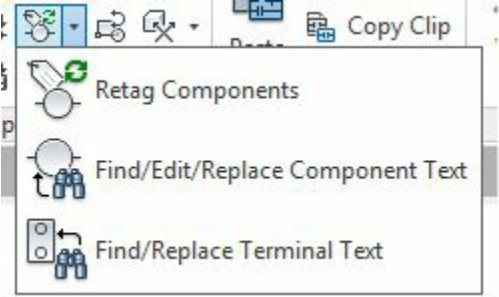 Copy Clip
Retag Components
Find/Edit/Replace Component Text
Find/Replace Terminal Text